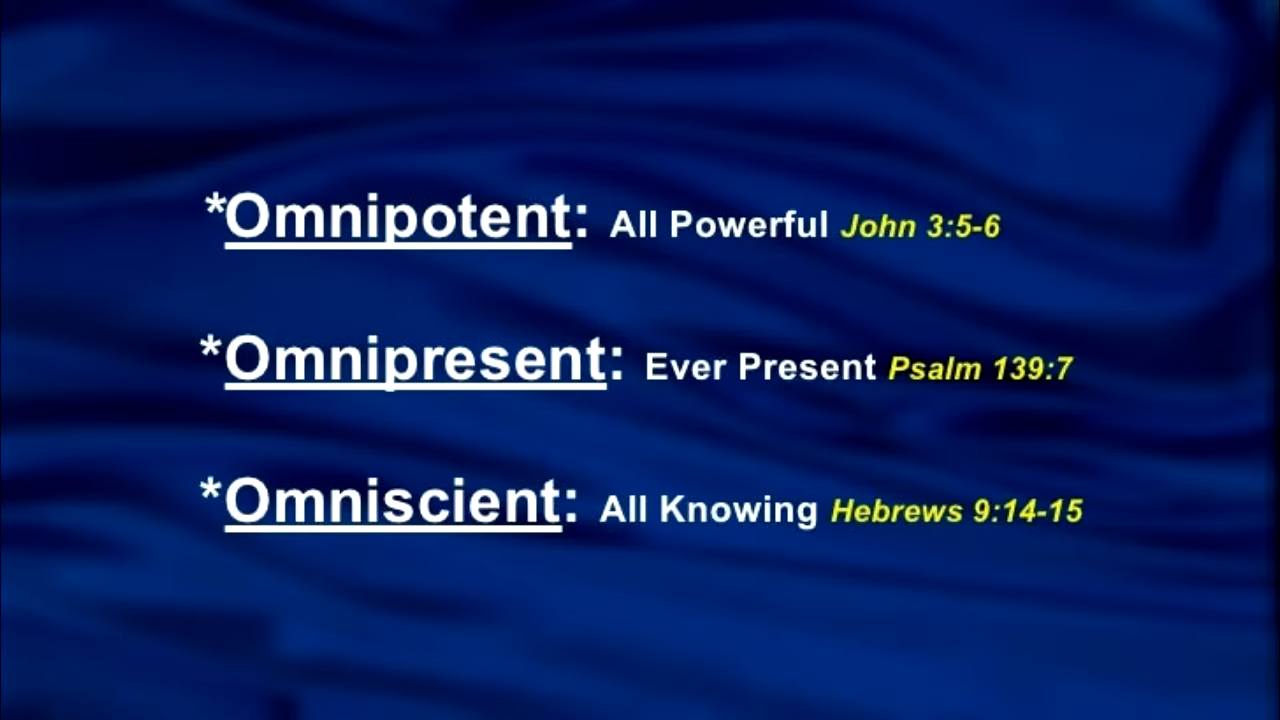 *Omnipotent: All Powerful John 3:5-6
*Omnipresent: Ever Present Psalm 139:7
*Omniscient: All Knowing Hebrews 9:14-15